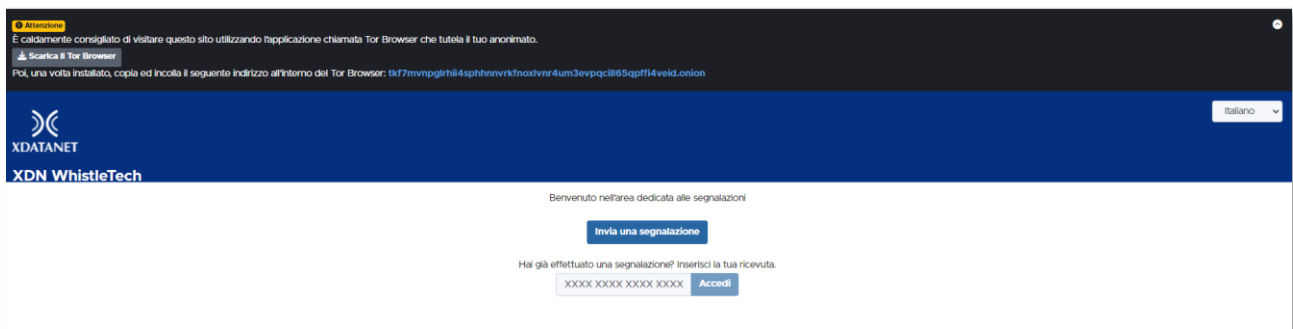 Attenzione
È caldamente consigliato di visitare questo sito utilizzando l'applicazione chiamata Tor Browser che tutela il tuo anonimato.
Scarica il Tor Browser
Poi, una volta installato, copia ed incolla il seguente indirizzo all'interno del Tor Browser: tkf7mvnpglrhii4sphhnnvrkfnoxlvnr4um3evpqcill65qpffi4veid.onion
Italiano
XDATANET
XDN WhistleTech
Benvenuto nell'area dedicata alle segnalazioni
Invia una segnalazione
Hai già effettuato una segnalazione? Inserisci la tua ricevuta.
XXXX XXXX XXXX XXXX Accedi